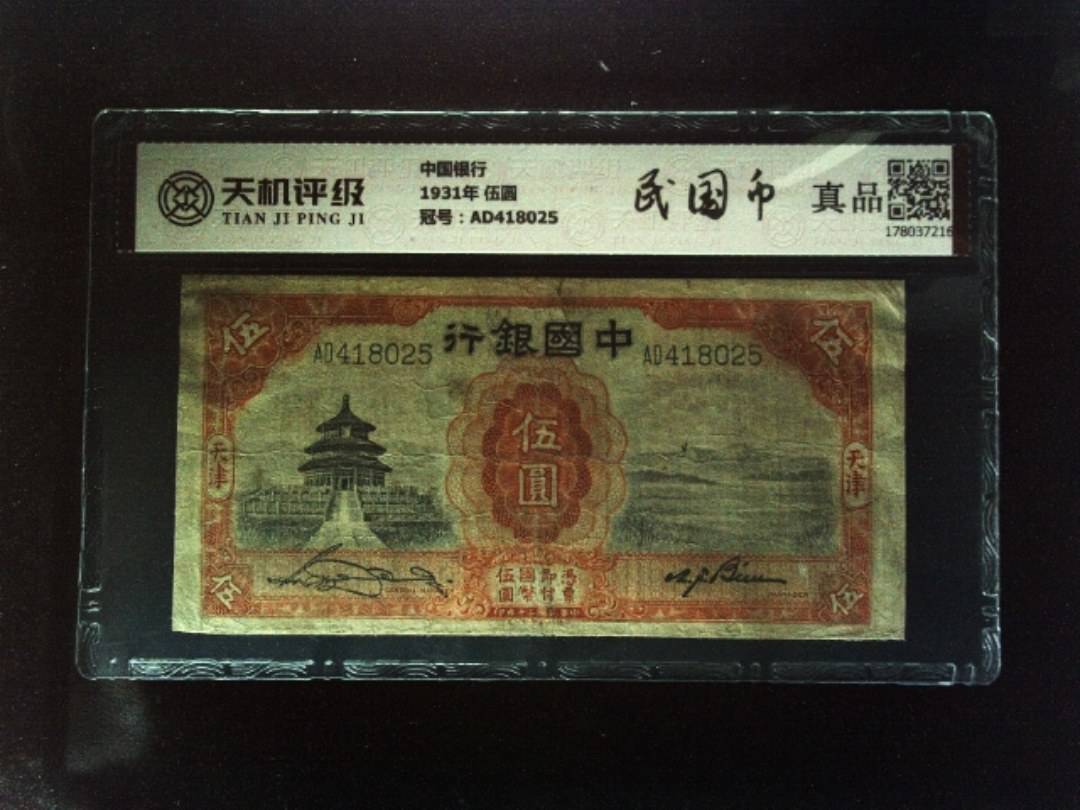 天机评级
TIAN JI PING JI
中国银行
1931年 伍圆
冠号：AD418025
民国币
真品
178037216
伍
行銀國中
伍
AD418025
AD418025
伍
圓
天津
天津
憑票
即付
國幣
伍圓
伍
伍